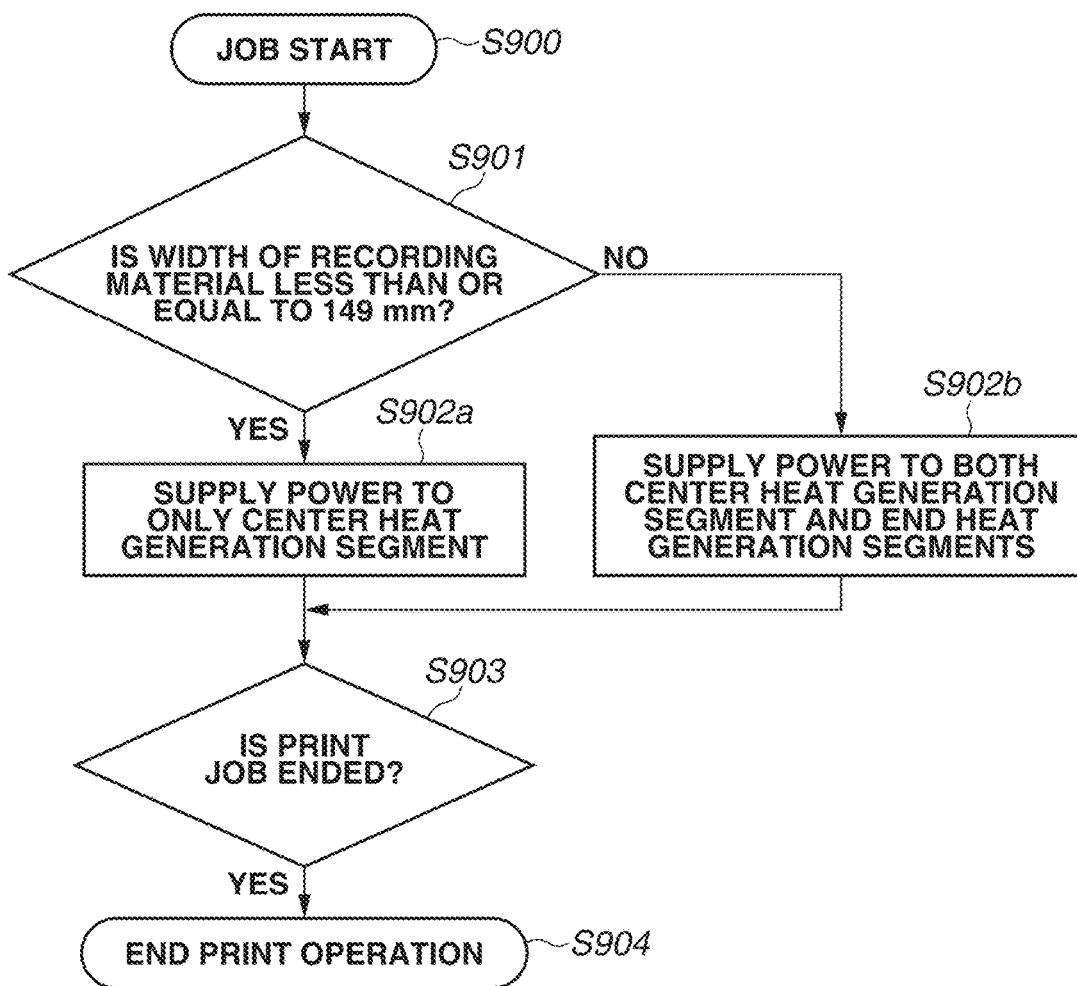 JOB START
S900
S901
IS WIDTH OF RECORDING
MATERIAL LESS THAN OR
EQUAL TO 149 mm?
NO
YES
S902a
S902b
SUPPLY POWER TO
ONLY CENTER HEAT
GENERATION SEGMENT
SUPPLY POWER TO BOTH
CENTER HEAT GENERATION
SEGMENT AND END HEAT
GENERATION SEGMENTS
S903
IS PRINT
JOB ENDED?
YES
END PRINT OPERATION
S904